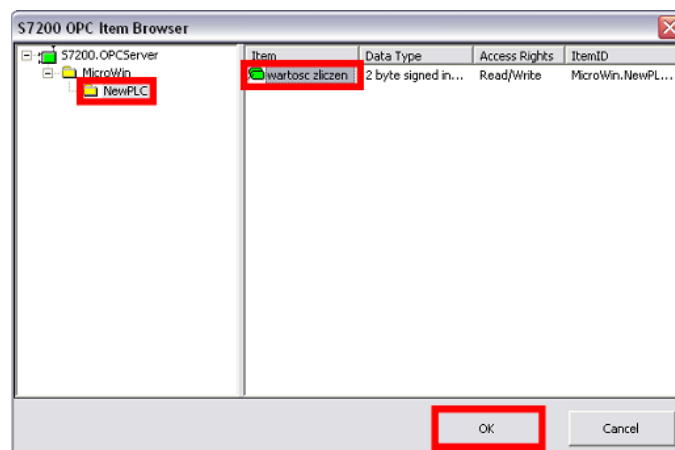 S7200 OPC Item Browser
S7200.OPCServer
MicroWin
NewPLC
Item Data Type Access Rights ItemID
wartosc zliczen 2 byte signed in... Read/Write MicroWin.NewPL...
OK Cancel